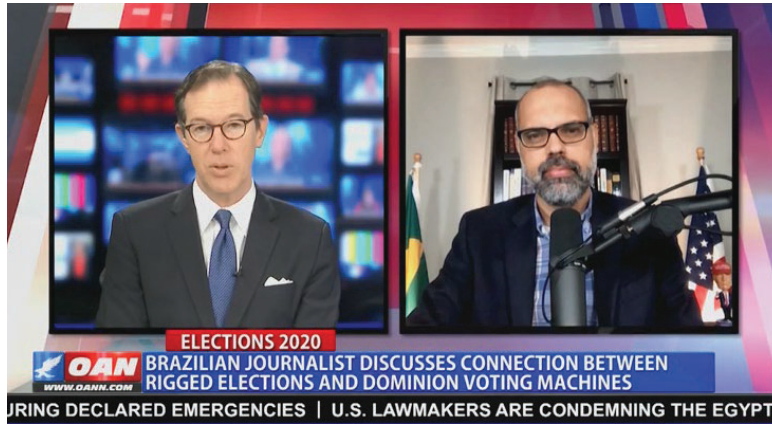 ELECTIONS 2020
OAN
WWW.OANN.COM
BRAZILIAN JOURNALIST DISCUSSES CONNECTION BETWEEN
RIGGED ELECTIONS AND DOMINION VOTING MACHINES
URING DECLARED EMERGENCIES | U.S. LAWMAKERS ARE CONDEMNING THE EGYPT